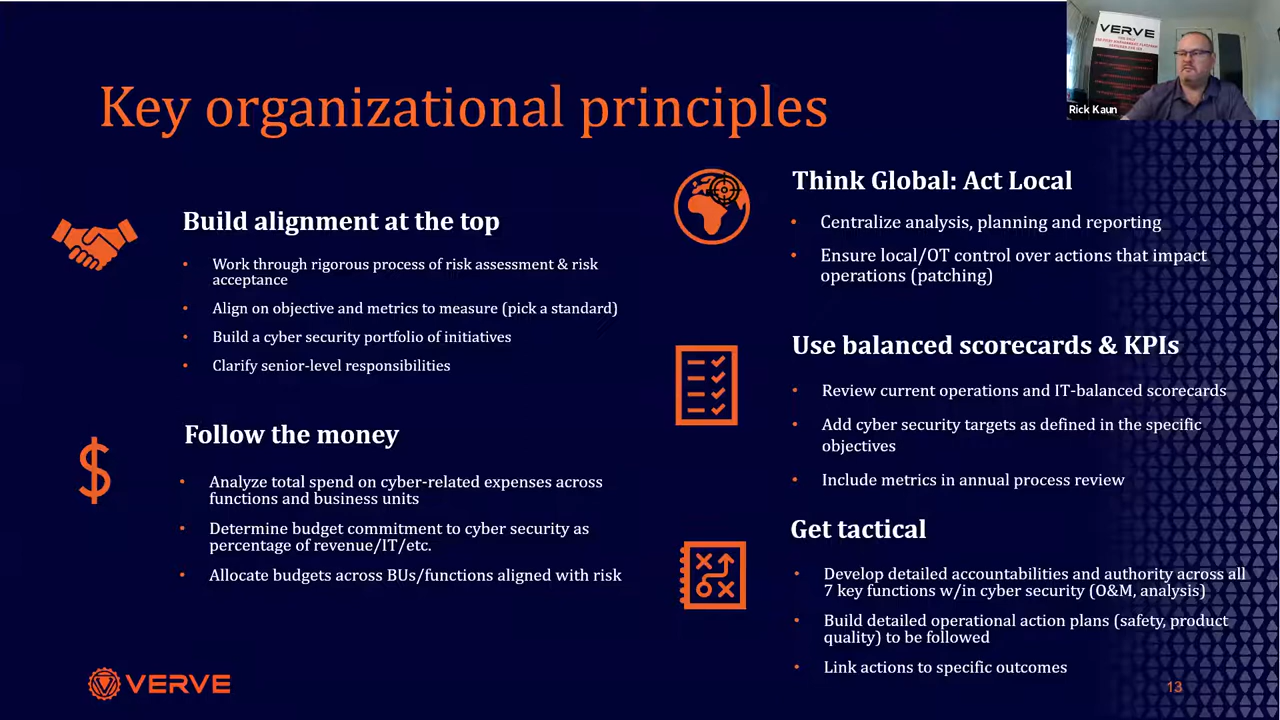 Key organizational principles
Build alignment at the top
• Work through rigorous process of risk assessment & risk
acceptance
• Align on objective and metrics to measure (pick a standard)
• Build a cyber security portfolio of initiatives
• Clarify senior-level responsibilities
Follow the money
• Analyze total spend on cyber-related expenses across
functions and business units
• Determine budget commitment to cyber security as
percentage of revenue/IT/etc.
• Allocate budgets across BUs/functions aligned with risk
Think Global: Act Local
• Centralize analysis, planning and reporting
• Ensure local/OT control over actions that impact
operations (patching)
Use balanced scorecards & KPIs
• Review current operations and IT-balanced scorecards
• Add cyber security targets as defined in the specific
objectives
• Include metrics in annual process review
Get tactical
• Develop detailed accountabilities and authority across all
7 key functions w/in cyber security (O&M, analysis)
• Build detailed operational action plans (safety, product
quality) to be followed
• Link actions to specific outcomes
VERVE
13
VERVE
Rick Kaun